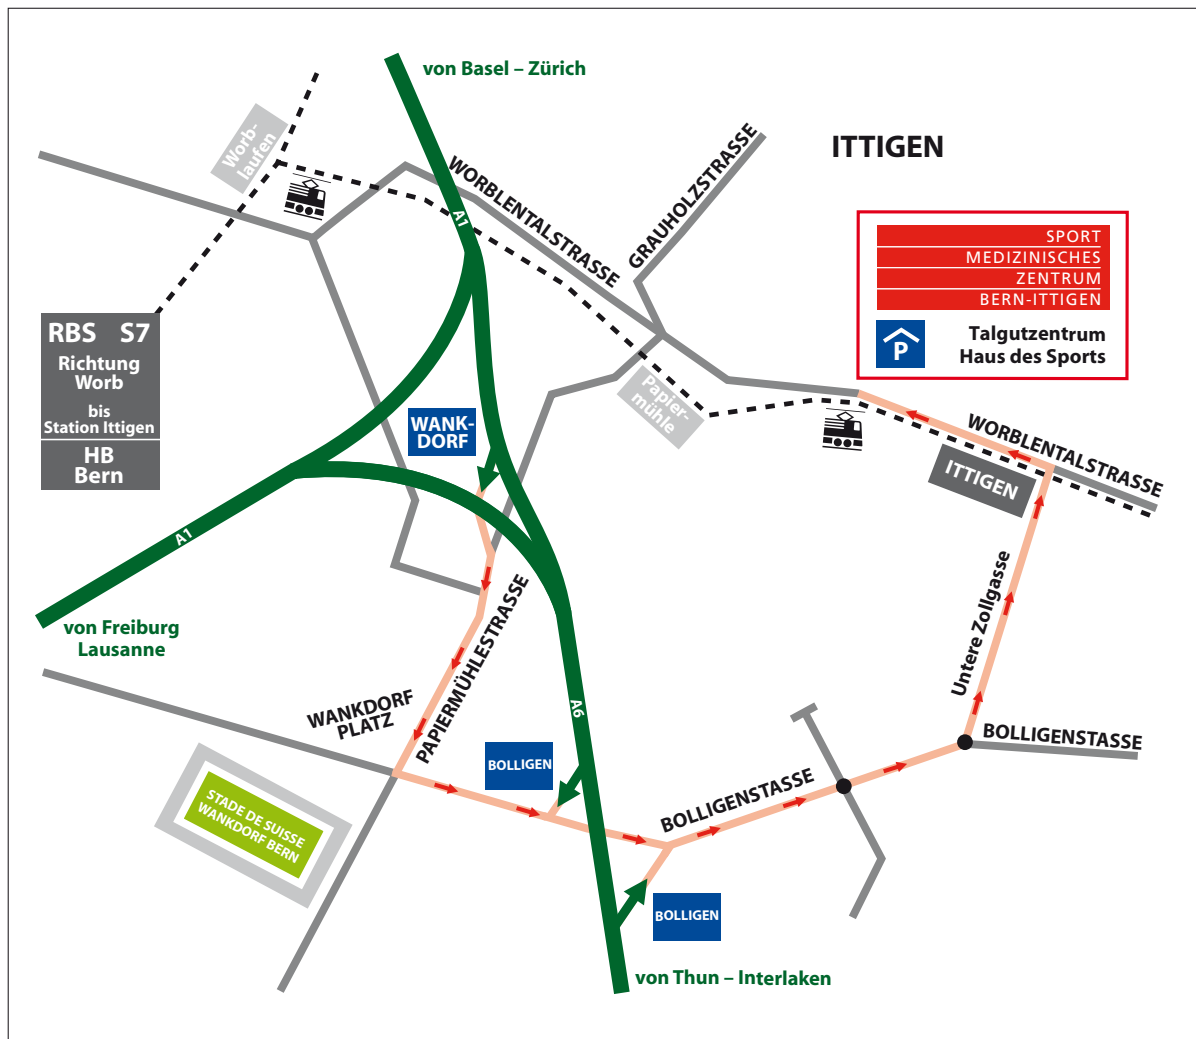 von Basel – Zürich
Worb-
laufen
ITTIGEN
WORBLENTALSTRASSE
GRAUHOLZSTRASSE
A1
SPORT
MEDIZINISCHES
ZENTRUM
BERN-ITTIGEN
P
Talgutzentrum
Haus des Sports
RBS S7
Richtung
Worb
bis
Station Ittigen
HB
Bern
Papier-
mühle
WANK-
DORF
WORBLENTALSTRASSE
ITTIGEN
A1
von Freiburg
Lausanne
PAPIERMÜHLESTRASSE
Untere Zollgasse
WANKDORF
PLATZ
A6
BOLLIGENSTASSE
BOLLIGEN
BOLLIGENSTASSE
STADE DE SUISSE
WANKDORF BERN
BOLLIGEN
von Thun – Interlaken